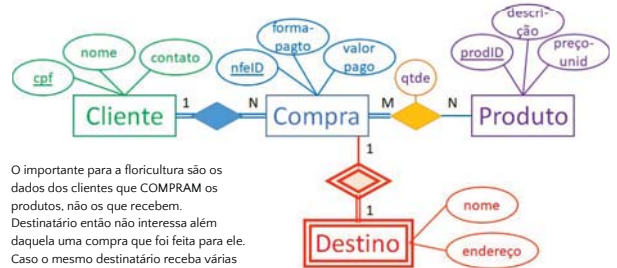 descri-
ção
forma-
pagto
nome
contato
cpf
nfeID
valor
pago
qtde
prodID
preço-
unid
Cliente
1
N
Compra
M
N
Produto
1
1
Destino
nome
endereço
O importante para a floricultura são os
dados dos clientes que COMPRAM os
produtos, não os que recebem.
Destinatário então não interessa além
daquela uma compra que foi feita para ele.
Caso o mesmo destinatário receba várias